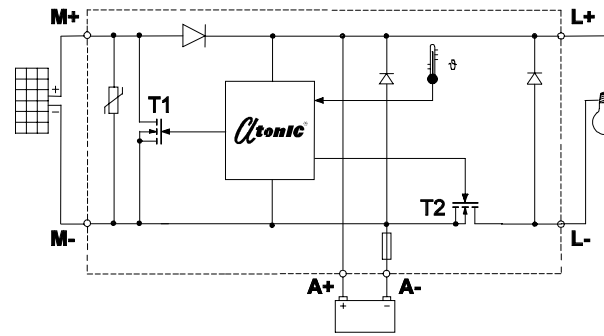 M+
L+
+
−
T1
atonic®
ϑ
T2
M-
L-
A+
A-
+
−